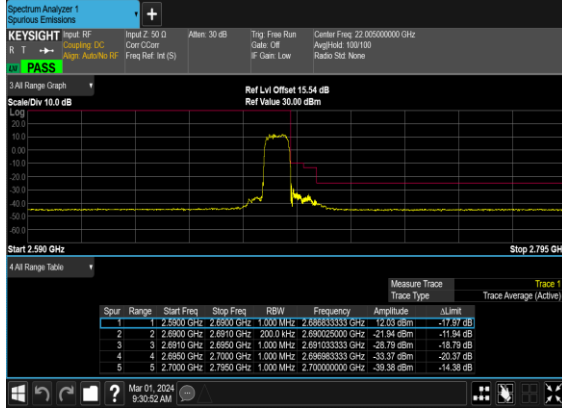 Spectrum Analyzer 1
Spurious Emissions
KEYSIGHT
R T
LXI PASS
Input: RF
Coupling: DC
Align: Auto/No RF
Input Z: 50 Ω
Corr CCorr
Freq Ref: Int (S)
Atten: 30 dB
Trig: Free Run
Gate: Off
IF Gain: Low
Center Freq: 22.005000000 GHz
Avg|Hold: 100/100
Radio Std: None
3 All Range Graph
Ref Lvl Offset 15.54 dB
Scale/Div 10.0 dB Ref Value 30.00 dBm
Log
20.0
10.0
0.00
-10.0
-20.0
-30.0
-40.0
-50.0
-60.0
Start 2.590 GHz Stop 2.795 GH
4 All Range Table
Measure Trace Trace 1
Trace Type Trace Average (Active)
Spur Range Start Freq Stop Freq RBW Frequency Amplitude ΔLimit
1 1 2.5900 GHz 2.6900 GHz 1.000 MHz 2.686833333 GHz 12.03 dBm -17.97 dB
2 2 2.6900 GHz 2.6910 GHz 200.0 kHz 2.690025000 GHz -21.94 dBm -11.94 dB
3 3 2.6910 GHz 2.6950 GHz 1.000 MHz 2.691033333 GHz -28.79 dBm -18.79 dB
4 4 2.6950 GHz 2.7000 GHz 1.000 MHz 2.696983333 GHz -33.37 dBm -20.37 dB
5 5 2.7000 GHz 2.7950 GHz 1.000 MHz 2.700000000 GHz -39.38 dBm -14.38 dB
Mar 01, 2024
9:30:52 AM